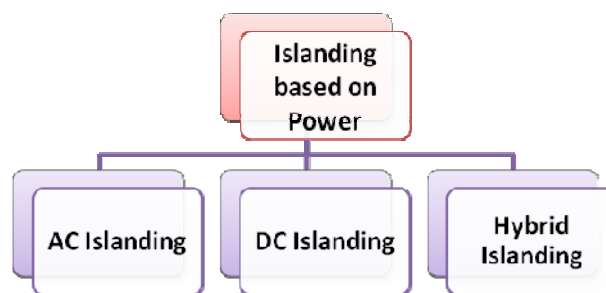 Islanding
based on
Power
AC Islanding
DC Islanding
Hybrid
Islanding